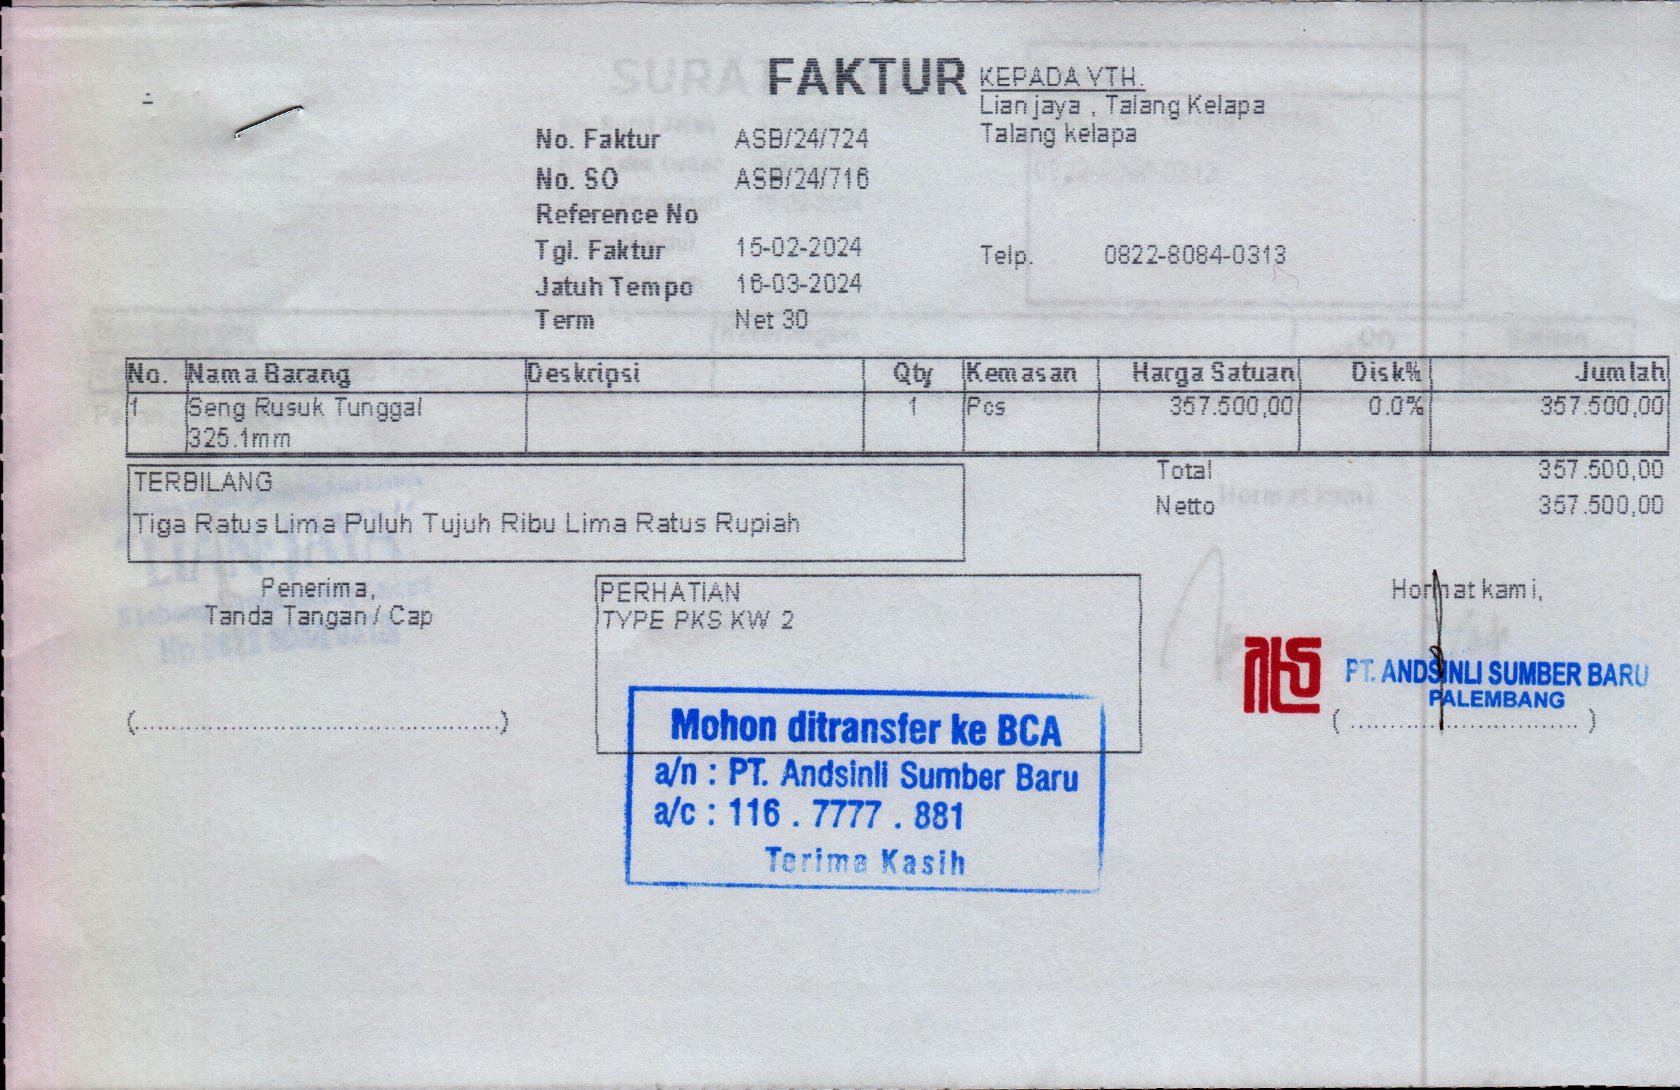 FAKTUR
KEPADA YTH.
Lian jaya , Talang Kelapa
Talang kelapa
No. Faktur ASB/24/724
No. SO ASB/24/716
Reference No
Tgl. Faktur 15-02-2024
Telp. 0822-8084-0313
Jatuh Tempo 16-03-2024
Term Net 30
No. Nama Barang Deskripsi Qty Kemasan Harga Satuan Disk% Jumlah
1 Seng Rusuk Tunggal 1 Pcs 357.500,00 0.0% 357.500,00
325.1mm
Total 357.500,00
Netto 357.500,00
TERBILANG
Tiga Ratus Lima Puluh Tujuh Ribu Lima Ratus Rupiah
Penerima,
Tanda Tangan / Cap
(........................................)
PERHATIAN
TYPE PKS KW 2
Mohon ditransfer ke BCA
a/n : PT. Andsinli Sumber Baru
a/c : 116 . 7777 . 881
Terima Kasih
Hormat kami,
PT. ANDSINLI SUMBER BARU
PALEMBANG
( ............................ )